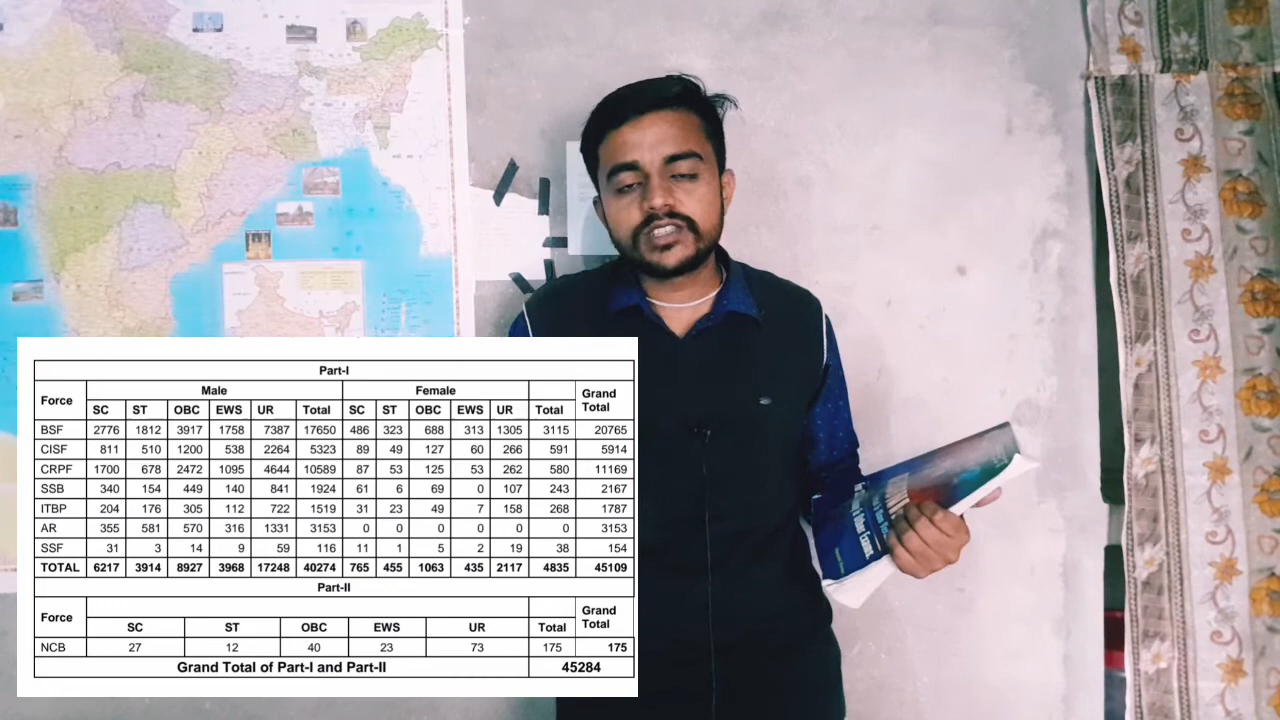 Part-I
Force Male Female Grand Total
SC ST OBC EWS UR Total SC ST OBC EWS UR Total
BSF 2776 1812 3917 1758 7387 17650 486 323 688 313 1305 3115 20765
CISF 811 510 1200 538 2264 5323 89 49 127 60 266 591 5914
CRPF 1700 678 2472 1095 4644 10589 87 53 125 53 262 580 11169
SSB 340 154 449 140 841 1924 61 6 69 0 107 243 2167
ITBP 204 176 305 112 722 1519 31 23 49 7 158 268 1787
AR 355 581 570 316 1331 3153 0 0 0 0 0 0 3153
SSF 31 3 14 9 59 116 11 1 5 2 19 38 154
TOTAL 6217 3914 8927 3968 17248 40274 765 455 1063 435 2117 4835 45109
Part-II
Force Grand Total
SC ST OBC EWS UR Total
NCB 27 12 40 23 73 175 175
Grand Total of Part-I and Part-II 45284
Other Exams